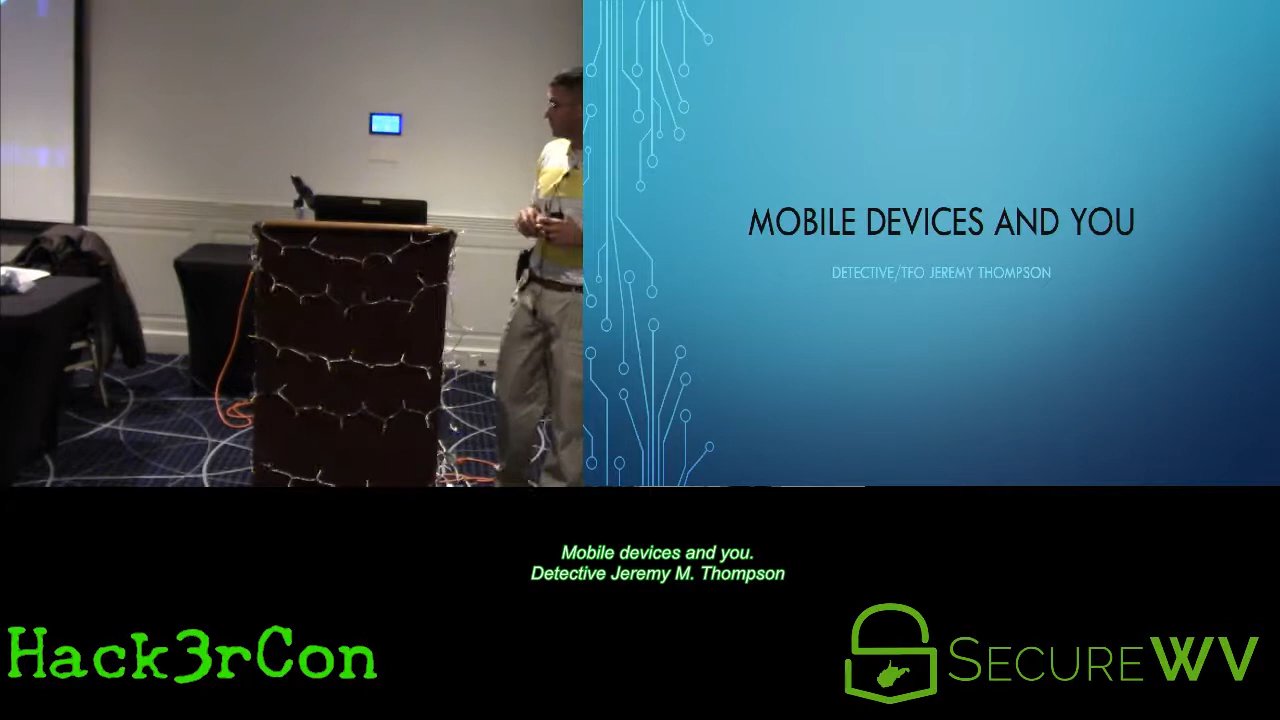 MOBILE DEVICES AND YOU
DETECTIVE/TFO JEREMY THOMPSON
Mobile devices and you.
Detective Jeremy M. Thompson
Hack3rCon
SECUREWV